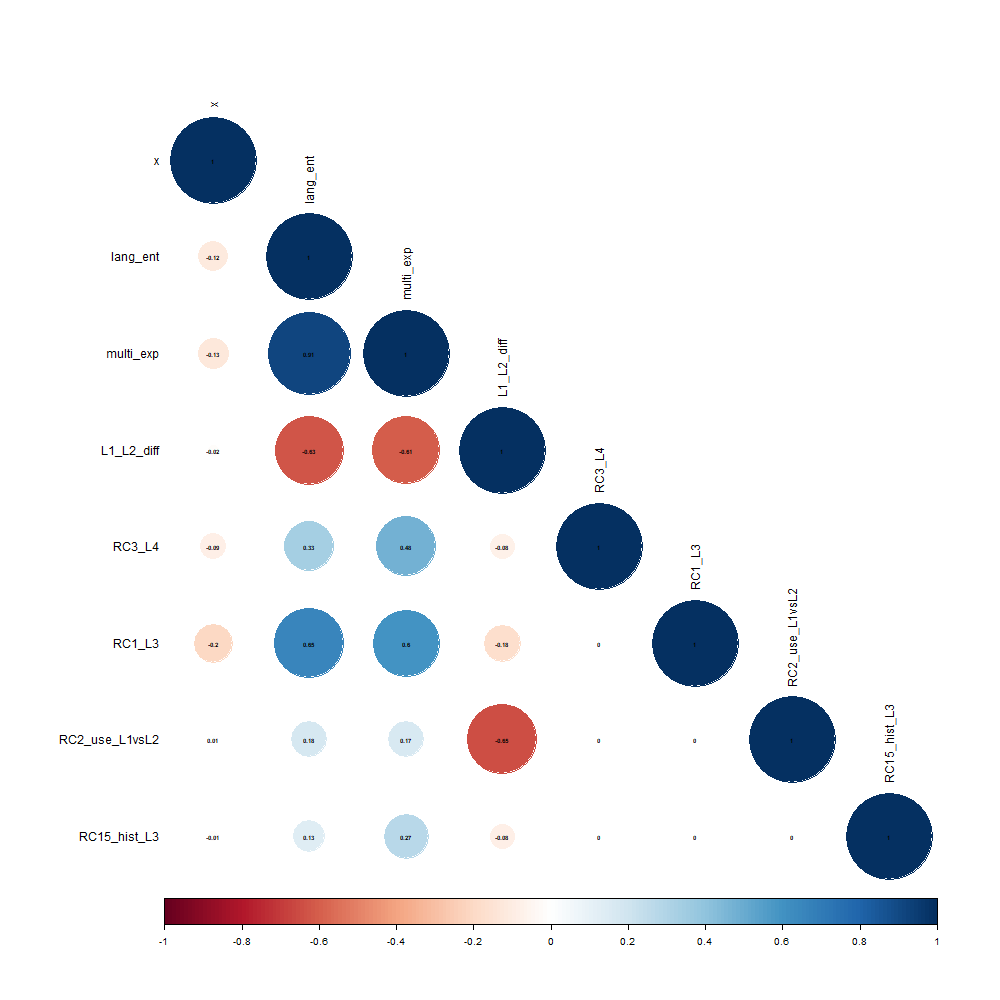 x
x 1
lang_ent
lang_ent -0.12 1
multi_exp
multi_exp -0.13 0.91 1
L1_L2_diff
L1_L2_diff -0.02 -0.63 -0.61 1
RC3_L4
RC3_L4 -0.09 0.33 0.48 -0.08 1
RC1_L3
RC1_L3 -0.2 0.65 0.6 -0.18 0 1
RC2_use_L1vsL2
RC2_use_L1vsL2 0.01 0.18 0.17 -0.65 0 0 1
RC15_hist_L3
RC15_hist_L3 -0.01 0.13 0.27 -0.08 0 0 0 1
-1 -0.8 -0.6 -0.4 -0.2 0 0.2 0.4 0.6 0.8 1